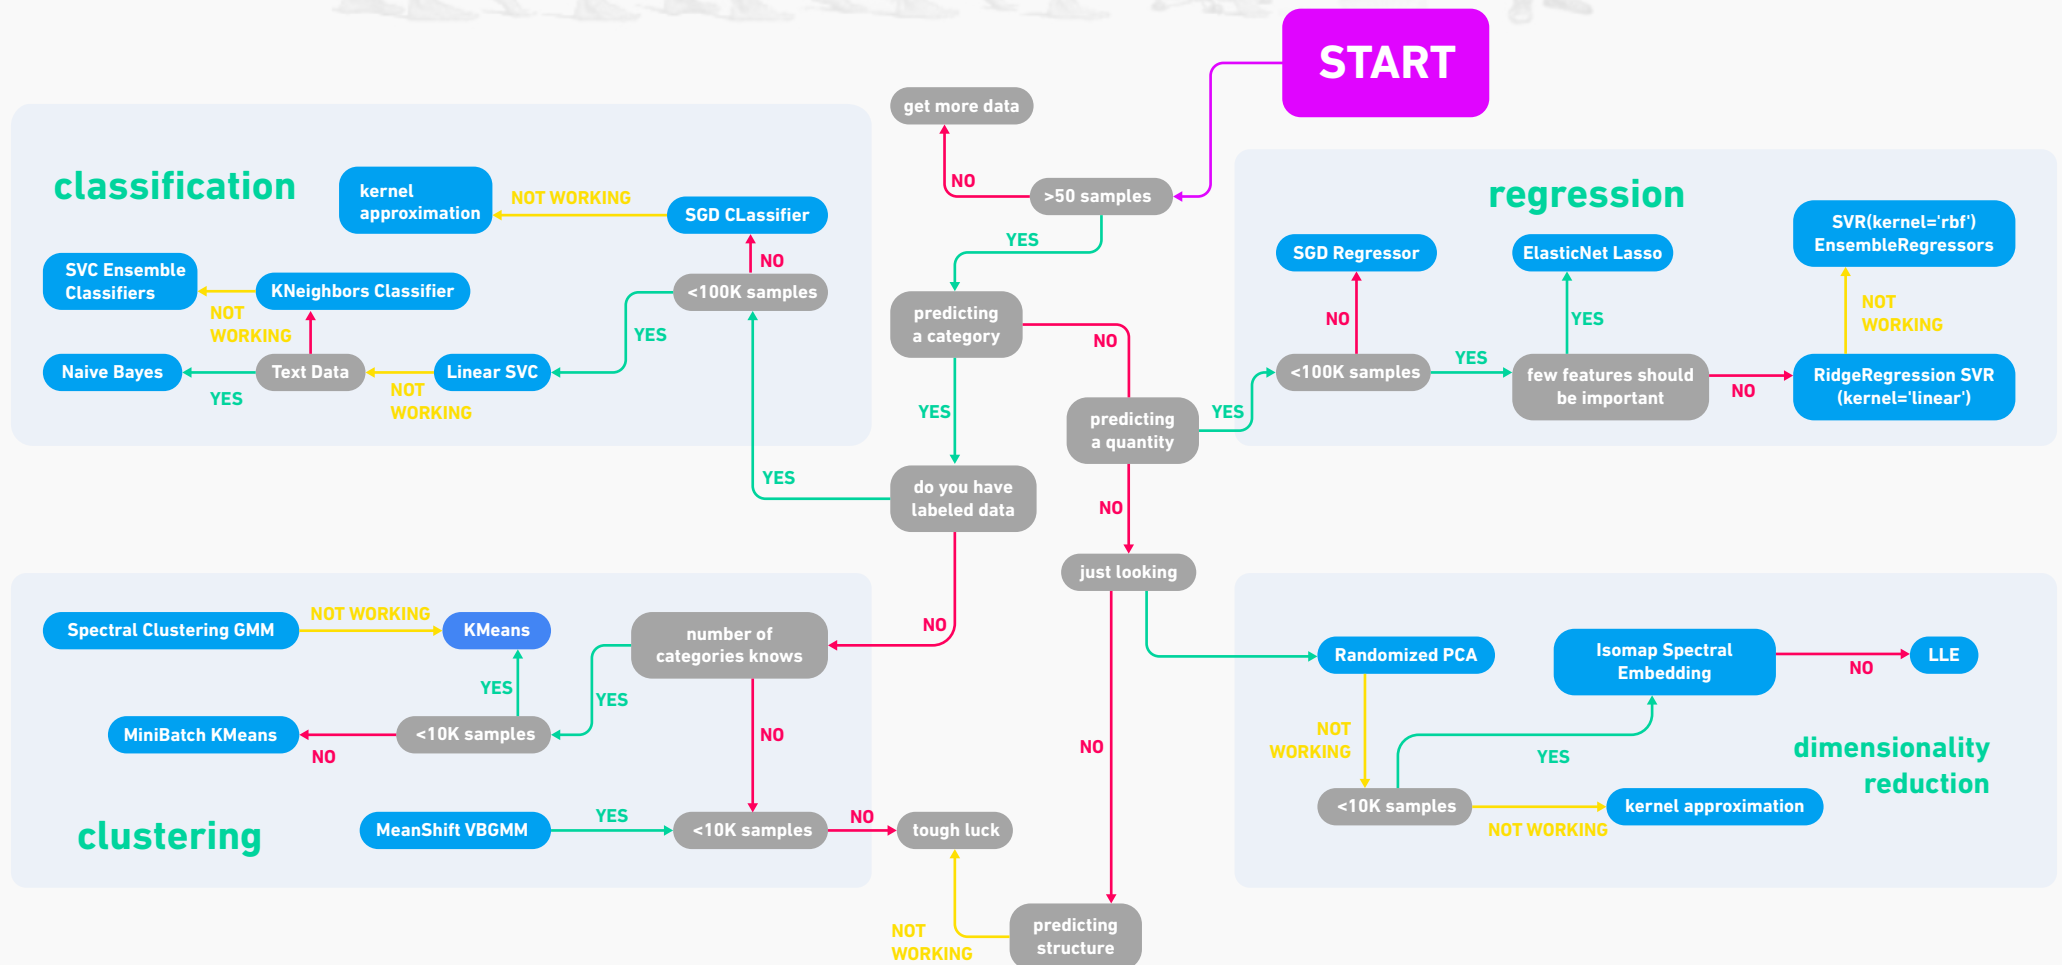 START
get more data
NO
>50 samples
YES
predicting
a category
NO
YES
predicting
a quantity
YES
NO
do you have
labeled data
YES
NO
just looking
NO
predicting
structure
NOT
WORKING
tough luck
classification
kernel
approximation
NOT WORKING
SGD CLassifier
NO
<100K samples
YES
SVC Ensemble
Classifiers
NOT
WORKING
KNeighbors Classifier
Naive Bayes
YES
Text Data
NOT
WORKING
Linear SVC
regression
SGD Regressor
NO
<100K samples
YES
ElasticNet Lasso
YES
few features should
be important
NO
SVR(kernel='rbf')
EnsembleRegressors
NOT
WORKING
RidgeRegression SVR
(kernel='linear')
clustering
Spectral Clustering GMM
NOT WORKING
KMeans
number of
categories knows
YES
YES
MiniBatch KMeans
NO
<10K samples
NO
MeanShift VBGMM
YES
<10K samples
NO
dimensionality
reduction
Randomized PCA
NOT
WORKING
<10K samples
YES
Isomap Spectral
Embedding
NO
LLE
NOT WORKING
kernel approximation